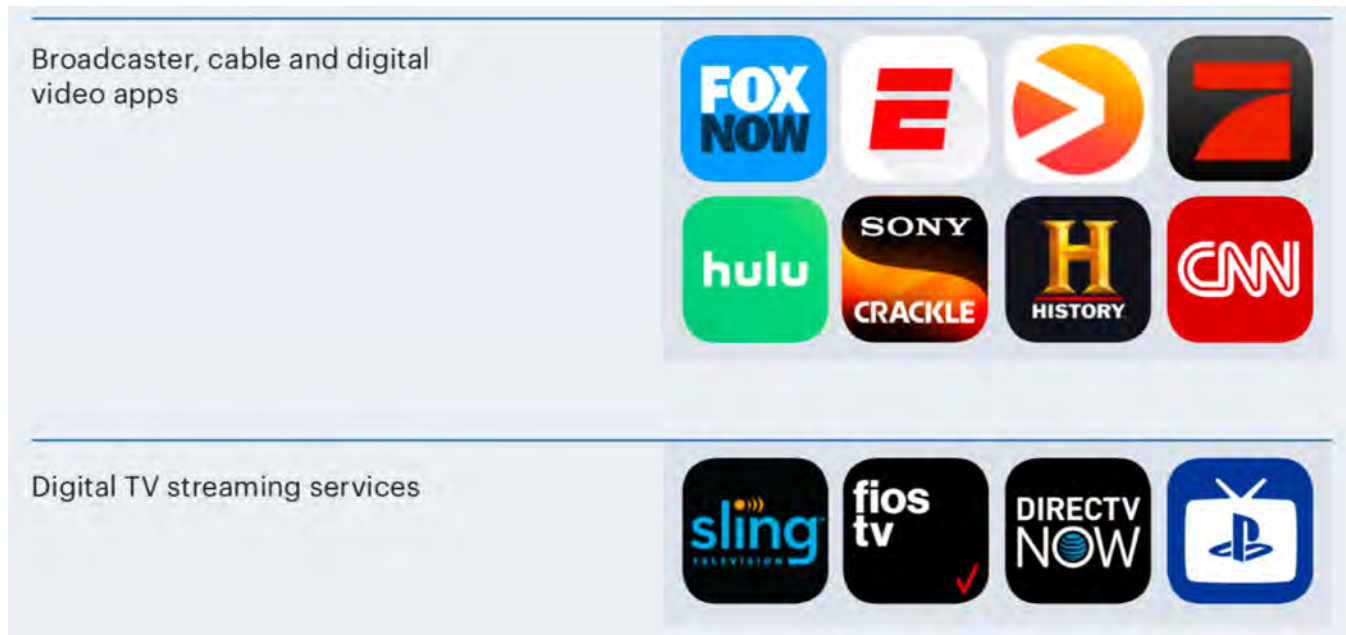 Broadcaster, cable and digital
video apps
FOX
NOW
E
7
hulu
SONY
CRACKLE
H
HISTORY
CNN
Digital TV streaming services
sling
TELEVISION
fios
tv
DIRECTV
NOW